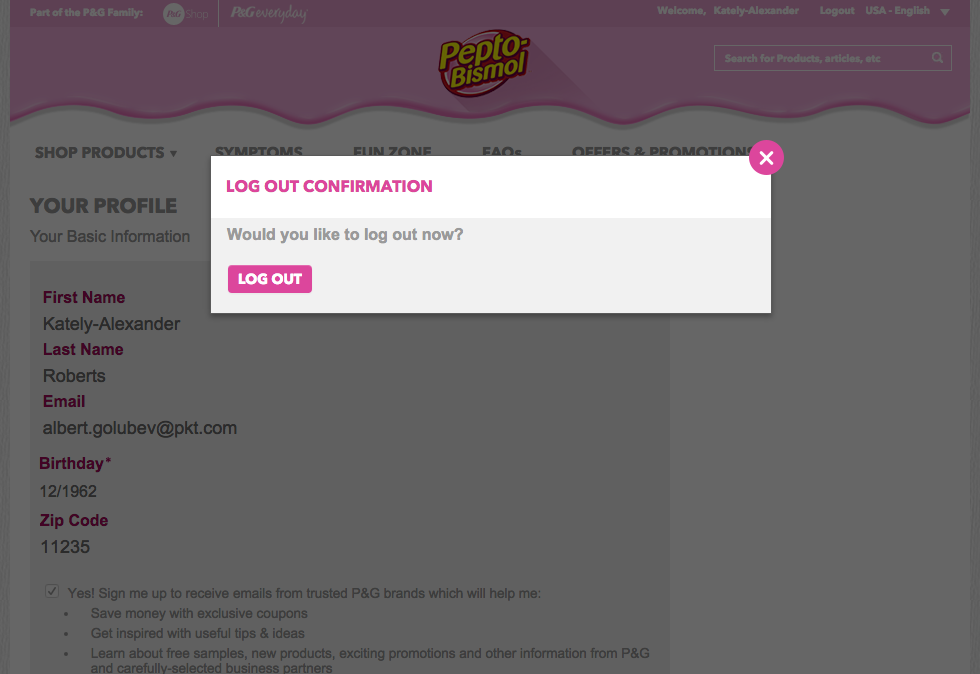 Part of the P&G Family:
P&G Shop
P&G everyday
Welcome, Kately-Alexander Logout USA - English
Pepto-
Bismol
Search for Products, articles, etc
SHOP PRODUCTS SYMPTOMS FUN ZONE FAQs OFFERS & PROMOTIONS
LOG OUT CONFIRMATION
Would you like to log out now?
LOG OUT
YOUR PROFILE
Your Basic Information
First Name
Kately-Alexander
Last Name
Roberts
Email
albert.golubev@pkt.com
Birthday*
12/1962
Zip Code
11235
Yes! Sign me up to receive emails from trusted P&G brands which will help me:
• Save money with exclusive coupons
• Get inspired with useful tips & ideas
• Learn about free samples, new products, exciting promotions and other information from P&G
and carefully-selected business partners